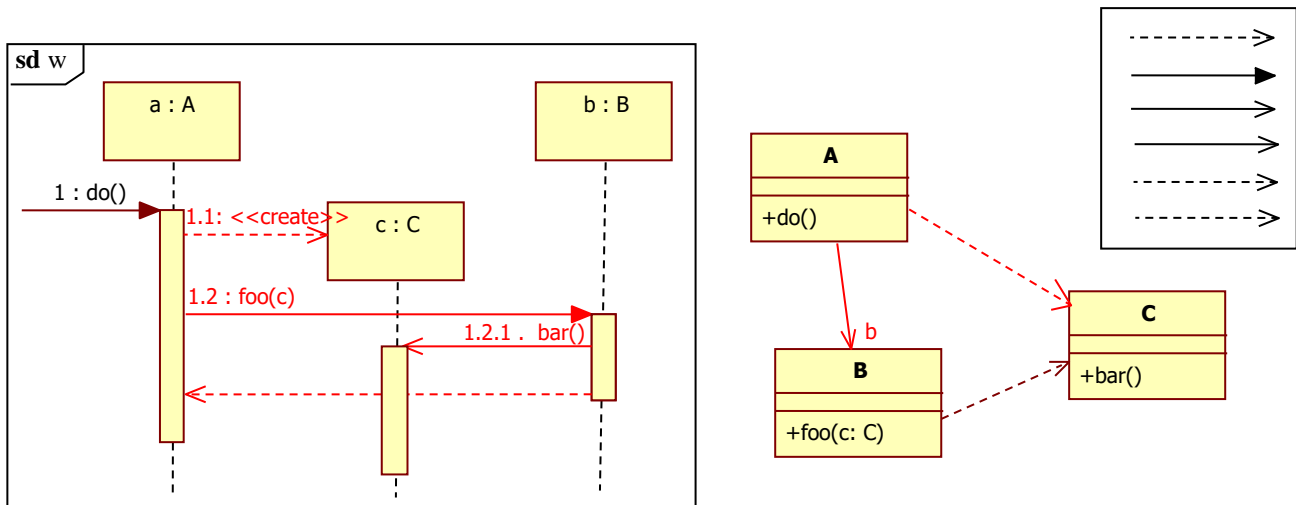 sd w
a : A
b : B
1 : do()
1.1: <<create>>
c : C
1.2 : foo(c)
1.2.1 . bar()
A
+do()
b
B
+foo(c: C)
C
+bar()